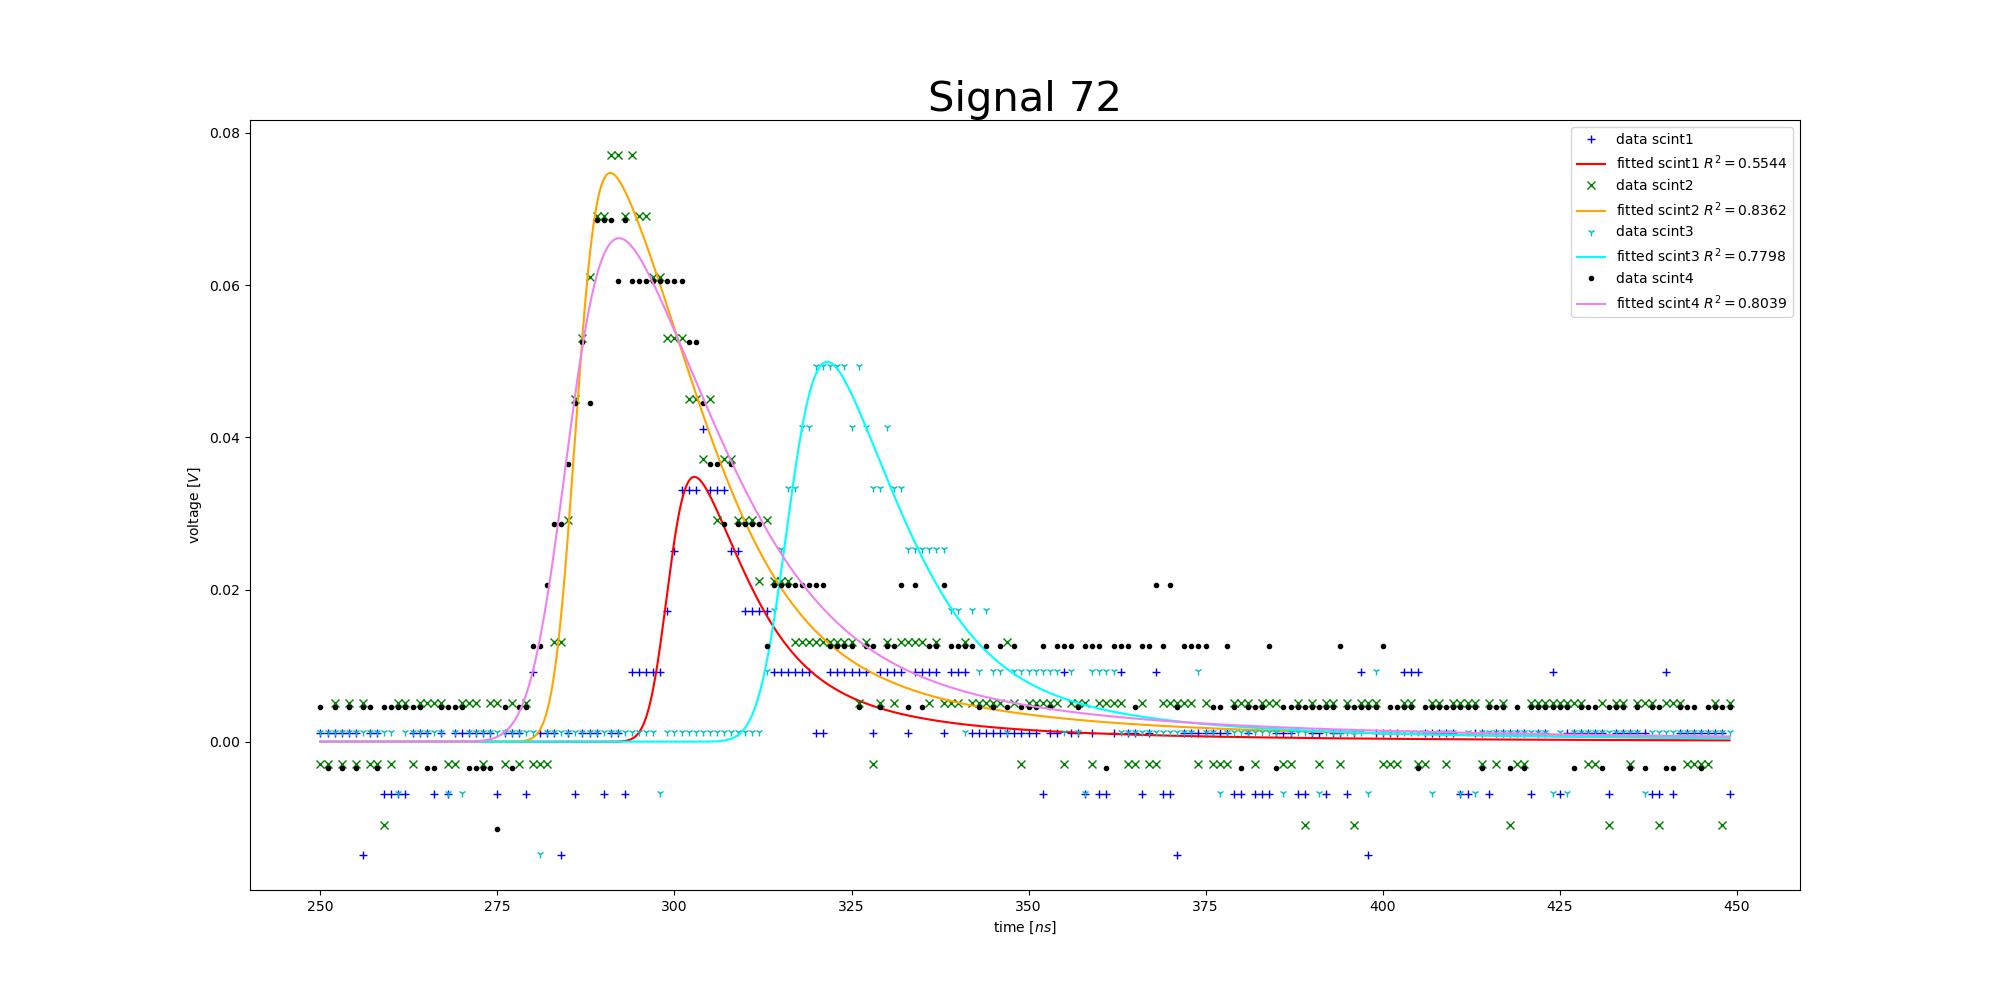 Signal 72
data scint1
fitted scint1 R² = 0.5544
data scint2
fitted scint2 R² = 0.8362
data scint3
fitted scint3 R² = 0.7798
data scint4
fitted scint4 R² = 0.8039
0.08
0.06
0.04
0.02
0.00
voltage [V]
250 275 300 325 350 375 400 425 450
time [ns]